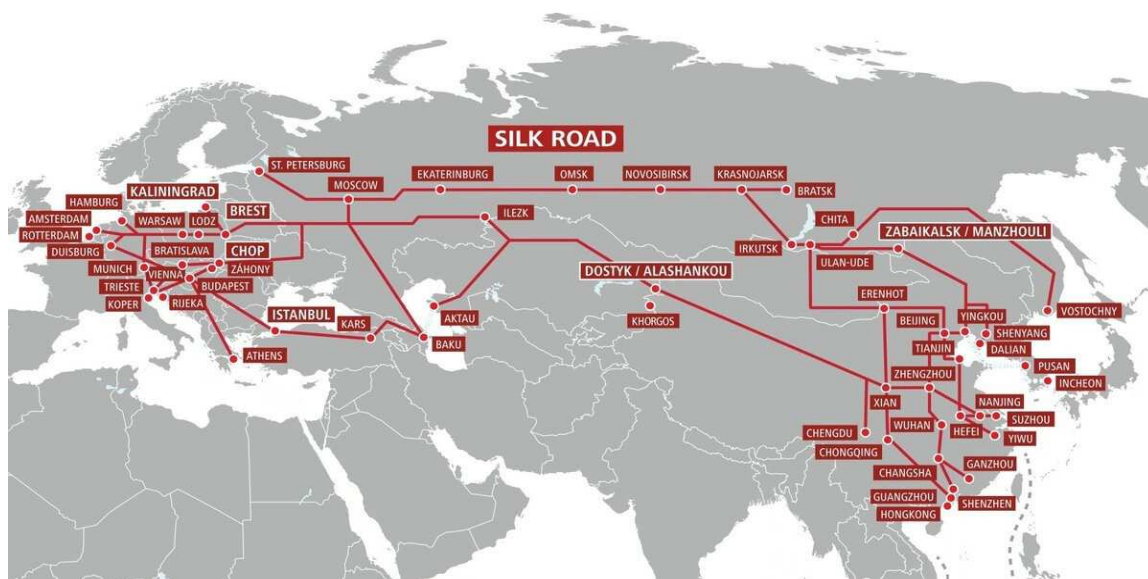 SILK ROAD
ST. PETERSBURG
MOSCOW
EKATERINBURG
OMSK
NOVOSIBIRSK
KRASNOJARSK
BRATSK
KALININGRAD
HAMBURG
AMSTERDAM
WARSAW
LODZ
BREST
ILEZK
CHITA
ROTTERDAM
DUISBURG
BRATISLAVA
CHOP
IRKUTSK
ZABAIKALSK / MANZHOULI
MUNICH
VIENNA
ZÁHONY
ULAN-UDE
TRIESTE
BUDAPEST
DOSTYK / ALASHANKOU
KOPER
RIJEKA
ERENHOT
ISTANBUL
KARS
AKTAU
KHORGOS
BEIJING
YINGKOU
VOSTOCHNY
ATHENS
BAKU
TIANJIN
SHENYANG
DALIAN
ZHENGZHOU
PUSAN
INCHEON
XIAN
NANJING
WUHAN
HEFEI
SUZHOU
CHENGDU
YIWU
CHONGQING
CHANGSHA
GANZHOU
GUANGZHOU
SHENZHEN
HONGKONG